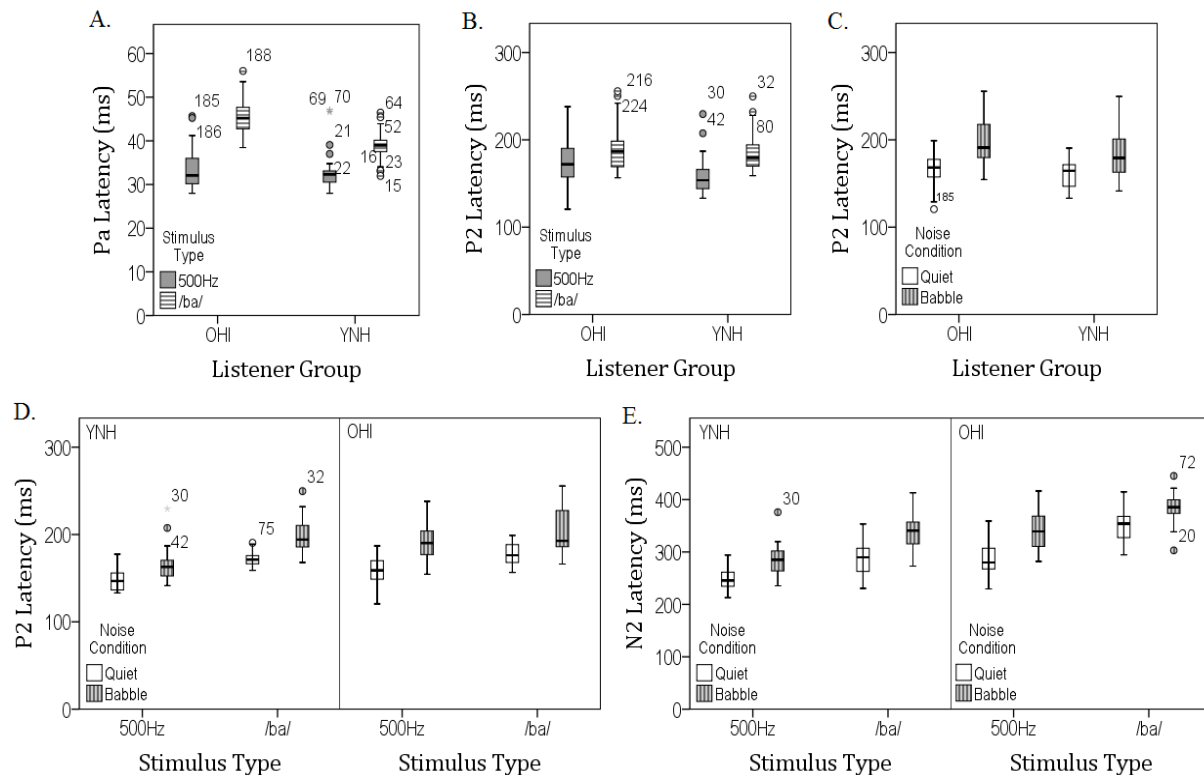 A.
Pa Latency (ms)
60
50
40
30
20
10
0
188
185
186
69
70
21
22
64
52
16
23
15
Stimulus
Type
500Hz
/ba/
OHI
YNH
Listener Group
B.
P2 Latency (ms)
300
200
100
0
216
224
30
42
32
80
Stimulus
Type
500Hz
/ba/
OHI
YNH
Listener Group
C.
P2 Latency (ms)
300
200
100
0
185
Noise
Condition
Quiet
Babble
OHI
YNH
Listener Group
D.
P2 Latency (ms)
300
200
100
0
YNH
OHI
30
42
75
32
Noise
Condition
Quiet
Babble
500Hz
/ba/
500Hz
/ba/
Stimulus Type
Stimulus Type
E.
N2 Latency (ms)
500
400
300
200
100
0
YNH
OHI
30
72
20
Noise
Condition
Quiet
Babble
Noise
Condition
Quiet
Babble
500Hz
/ba/
500Hz
/ba/
Stimulus Type
Stimulus Type